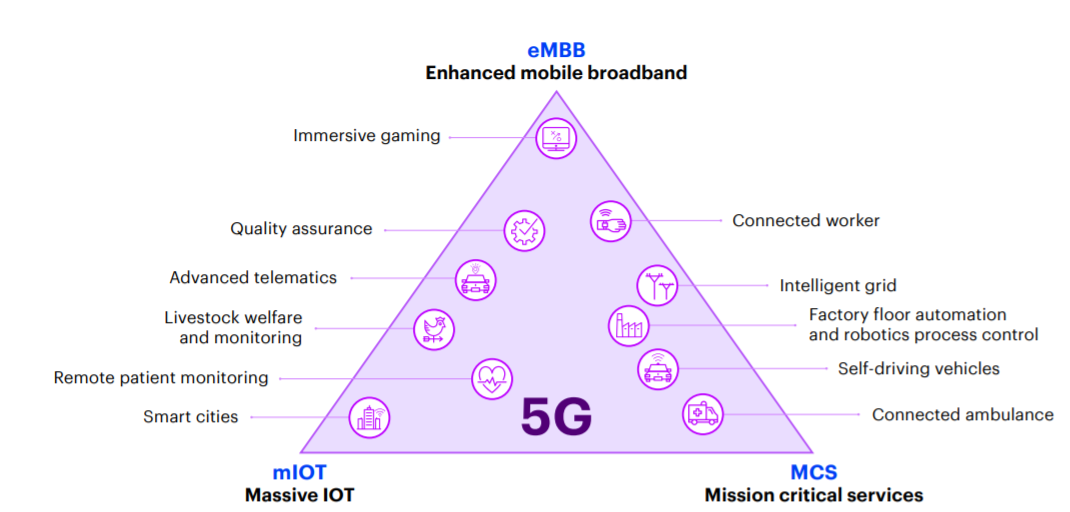 eMBB
Enhanced mobile broadband
Immersive gaming
Quality assurance
Connected worker
Advanced telematics
Intelligent grid
Livestock welfare
and monitoring
Factory floor automation
and robotics process control
Remote patient monitoring
Self-driving vehicles
Smart cities
5G
Connected ambulance
mIOT
Massive IOT
MCS
Mission critical services